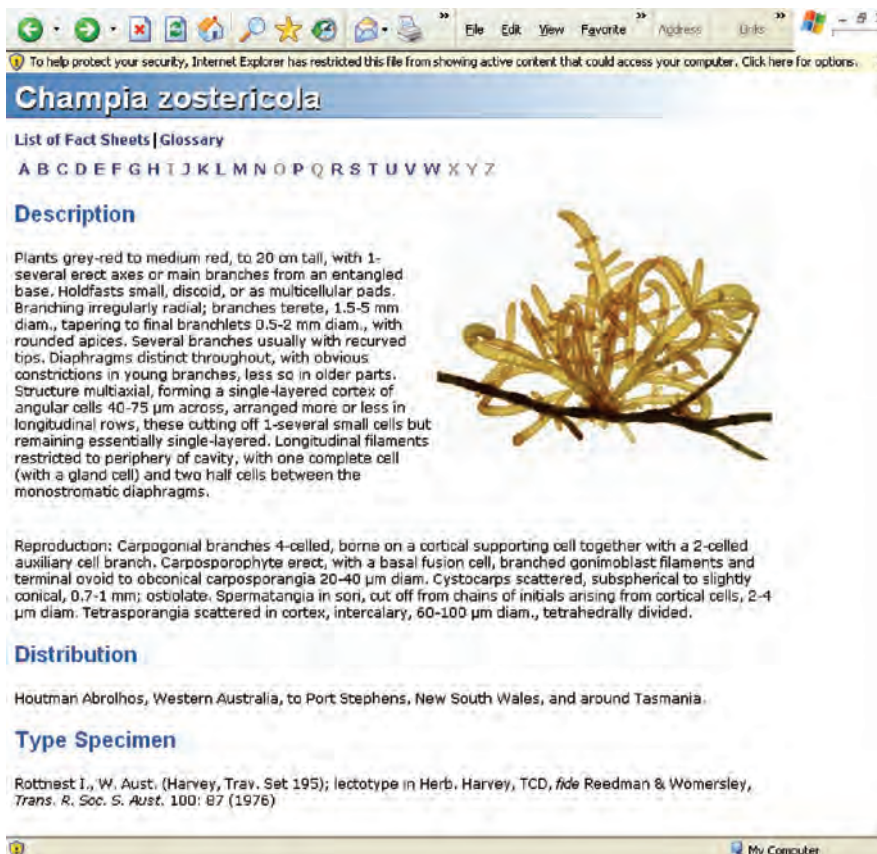 File Edit View Favorite Address Links
To help protect your security, Internet Explorer has restricted this file from showing active content that could access your computer. Click here for options.
Champia zostericola
List of Fact Sheets|Glossary
A B C D E F G H I J K L M N O P Q R S T U V W X Y Z
Description
Plants grey-red to medium red, to 20 cm tall, with 1-
several erect axes or main branches from an entangled
base. Holdfasts small, discoid, or as multicellular pads.
Branching irregularly radial; branches terete, 1.5-5 mm
diam., tapering to final branchlets 0.5-2 mm diam., with
rounded apices. Several branches usually with recurved
tips. Diaphragms distinct throughout, with obvious
constrictions in young branches, less so in older parts.
Structure multiaxial, forming a single-layered cortex of
angular cells 40-75 µm across, arranged more or less in
longitudinal rows, these cutting off 1-several small cells but
remaining essentially single-layered. Longitudinal filaments
restricted to periphery of cavity, with one complete cell
(with a gland cell) and two half cells between the
monostromatic diaphragms.
Reproduction: Carpogonial branches 4-celled, borne on a cortical supporting cell together with a 2-celled
auxiliary cell branch. Carposporophyte erect, with a basal fusion cell, branched gonimoblast filaments and
terminal ovoid to obconical carposporangia 20-40 µm diam. Cystocarps scattered, subspherical to slightly
conical, 0.7-1 mm; ostiolate. Spermatangia in sori, cut off from chains of initials arising from cortical cells, 2-4
µm diam. Tetrasporangia scattered in cortex, intercalary, 60-100 µm diam., tetrahedrally divided.
Distribution
Houtman Abrolhos, Western Australia, to Port Stephens, New South Wales, and around Tasmania.
Type Specimen
Rottnest I., W. Aust. (Harvey, Trav. Set 195); lectotype in Herb. Harvey, TCD, fide Reedman & Womersley,
Trans. R. Soc. S. Aust. 100: 87 (1976)
My Computer